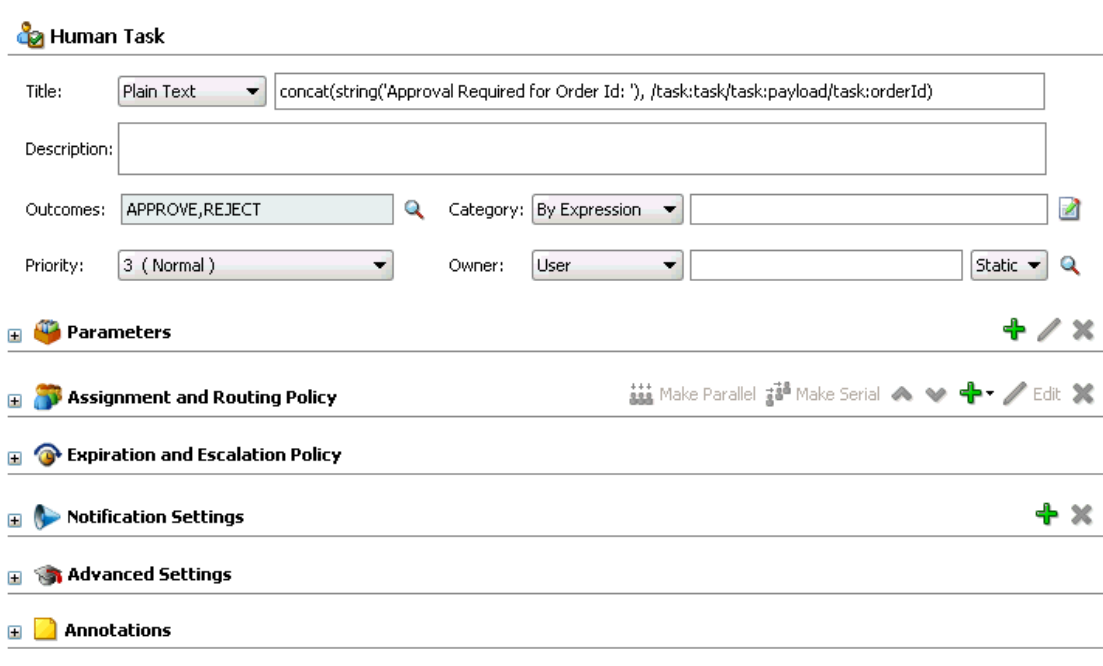 Human Task
Title: Plain Text concat(string('Approval Required for Order Id: '), /task:task/task:payload/task:orderId)
Description:
Outcomes: APPROVE,REJECT Category: By Expression
Priority: 3 ( Normal ) Owner: User Static
Parameters
Assignment and Routing Policy Make Parallel Make Serial Edit
Expiration and Escalation Policy
Notification Settings
Advanced Settings
Annotations